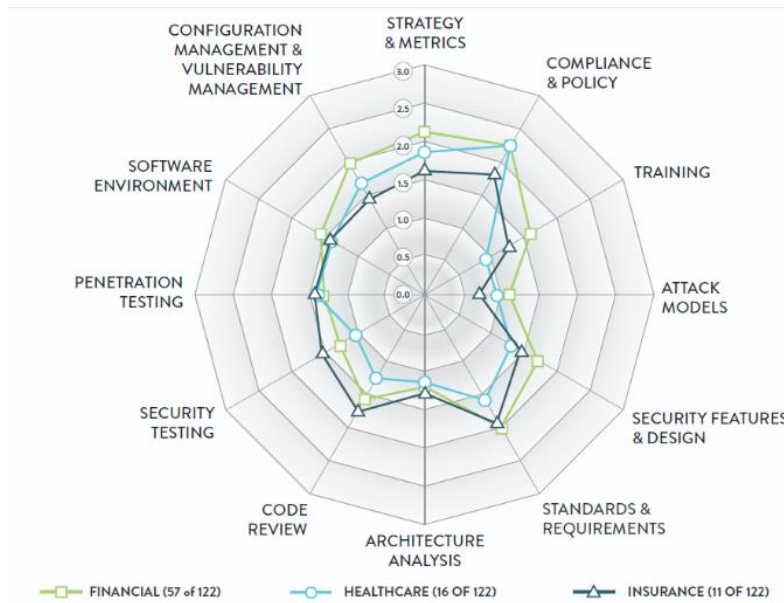 STRATEGY
& METRICS
CONFIGURATION
MANAGEMENT &
VULNERABILITY
MANAGEMENT
COMPLIANCE
& POLICY
3.0
2.5
2.0
1.5
1.0
0.5
0.0
SOFTWARE
ENVIRONMENT
TRAINING
PENETRATION
TESTING
ATTACK
MODELS
SECURITY
TESTING
SECURITY FEATURES
& DESIGN
CODE
REVIEW
STANDARDS &
REQUIREMENTS
ARCHITECTURE
ANALYSIS
FINANCIAL (57 of 122)
HEALTHCARE (16 OF 122)
INSURANCE (11 OF 122)